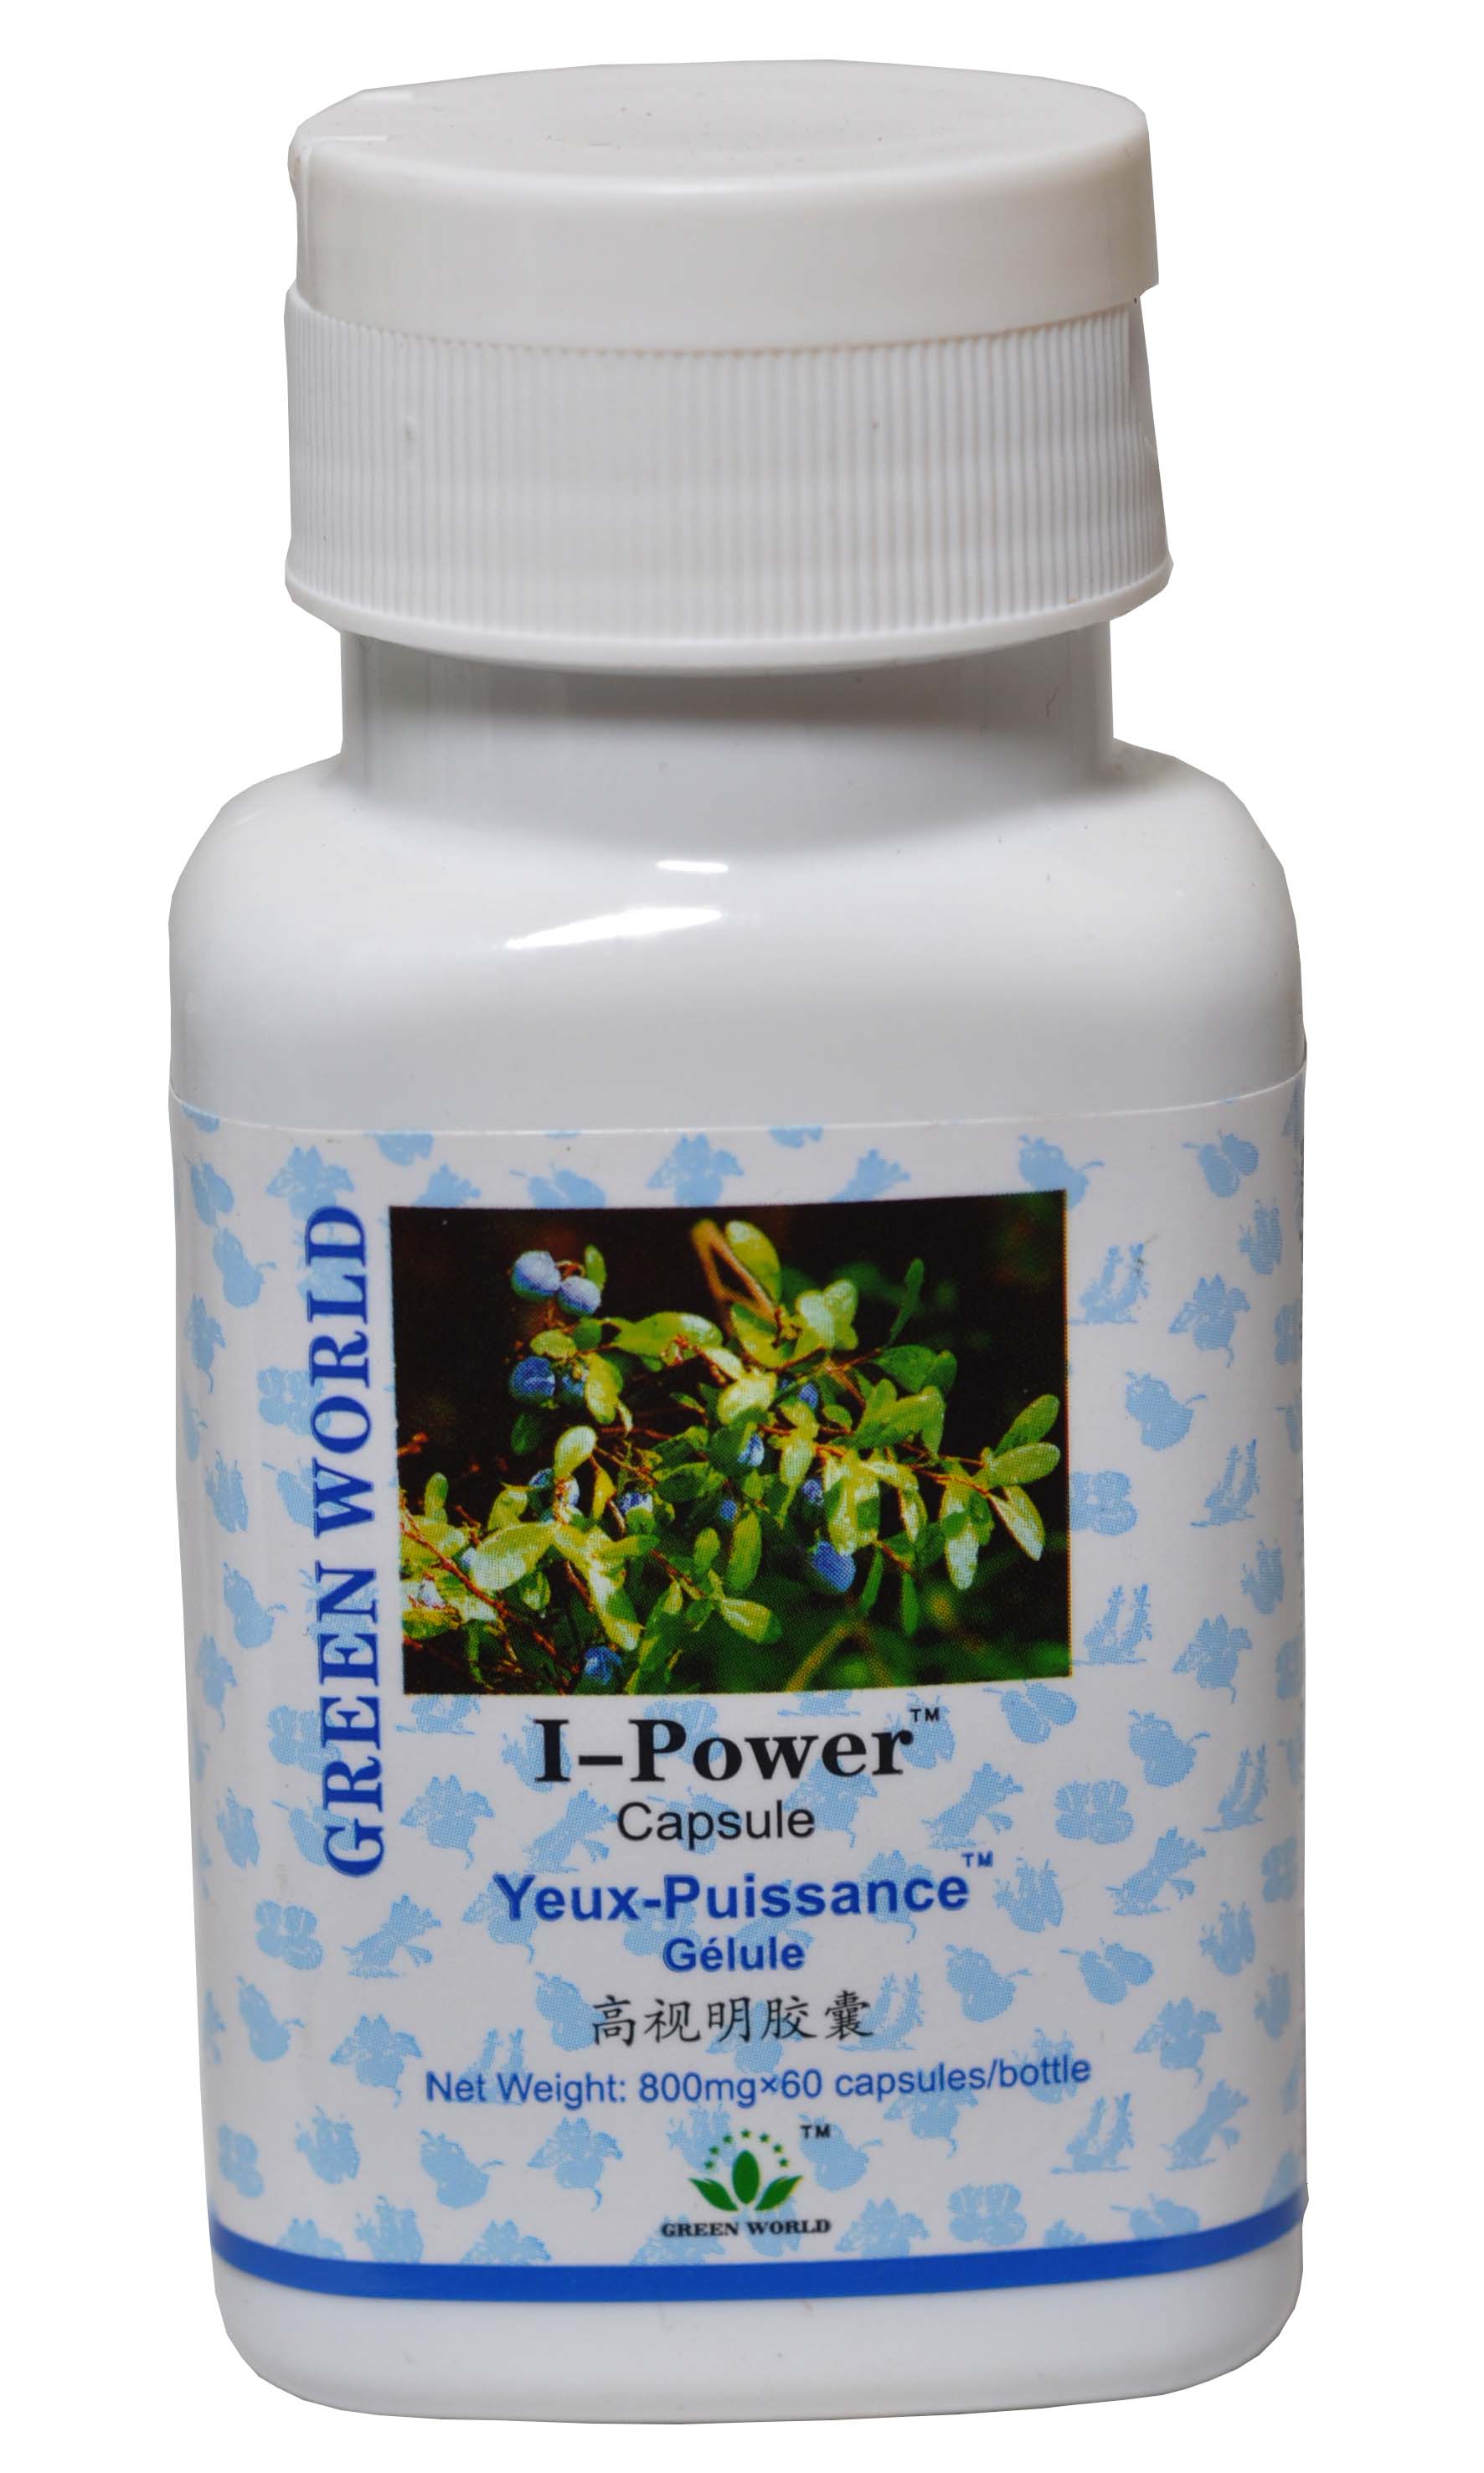 GREEN WORLD
I–Power™
Capsule
Yeux-Puissance™
Gélule
高视明胶囊
Net Weight: 800mg×60 capsules/bottle
TM
GREEN WORLD